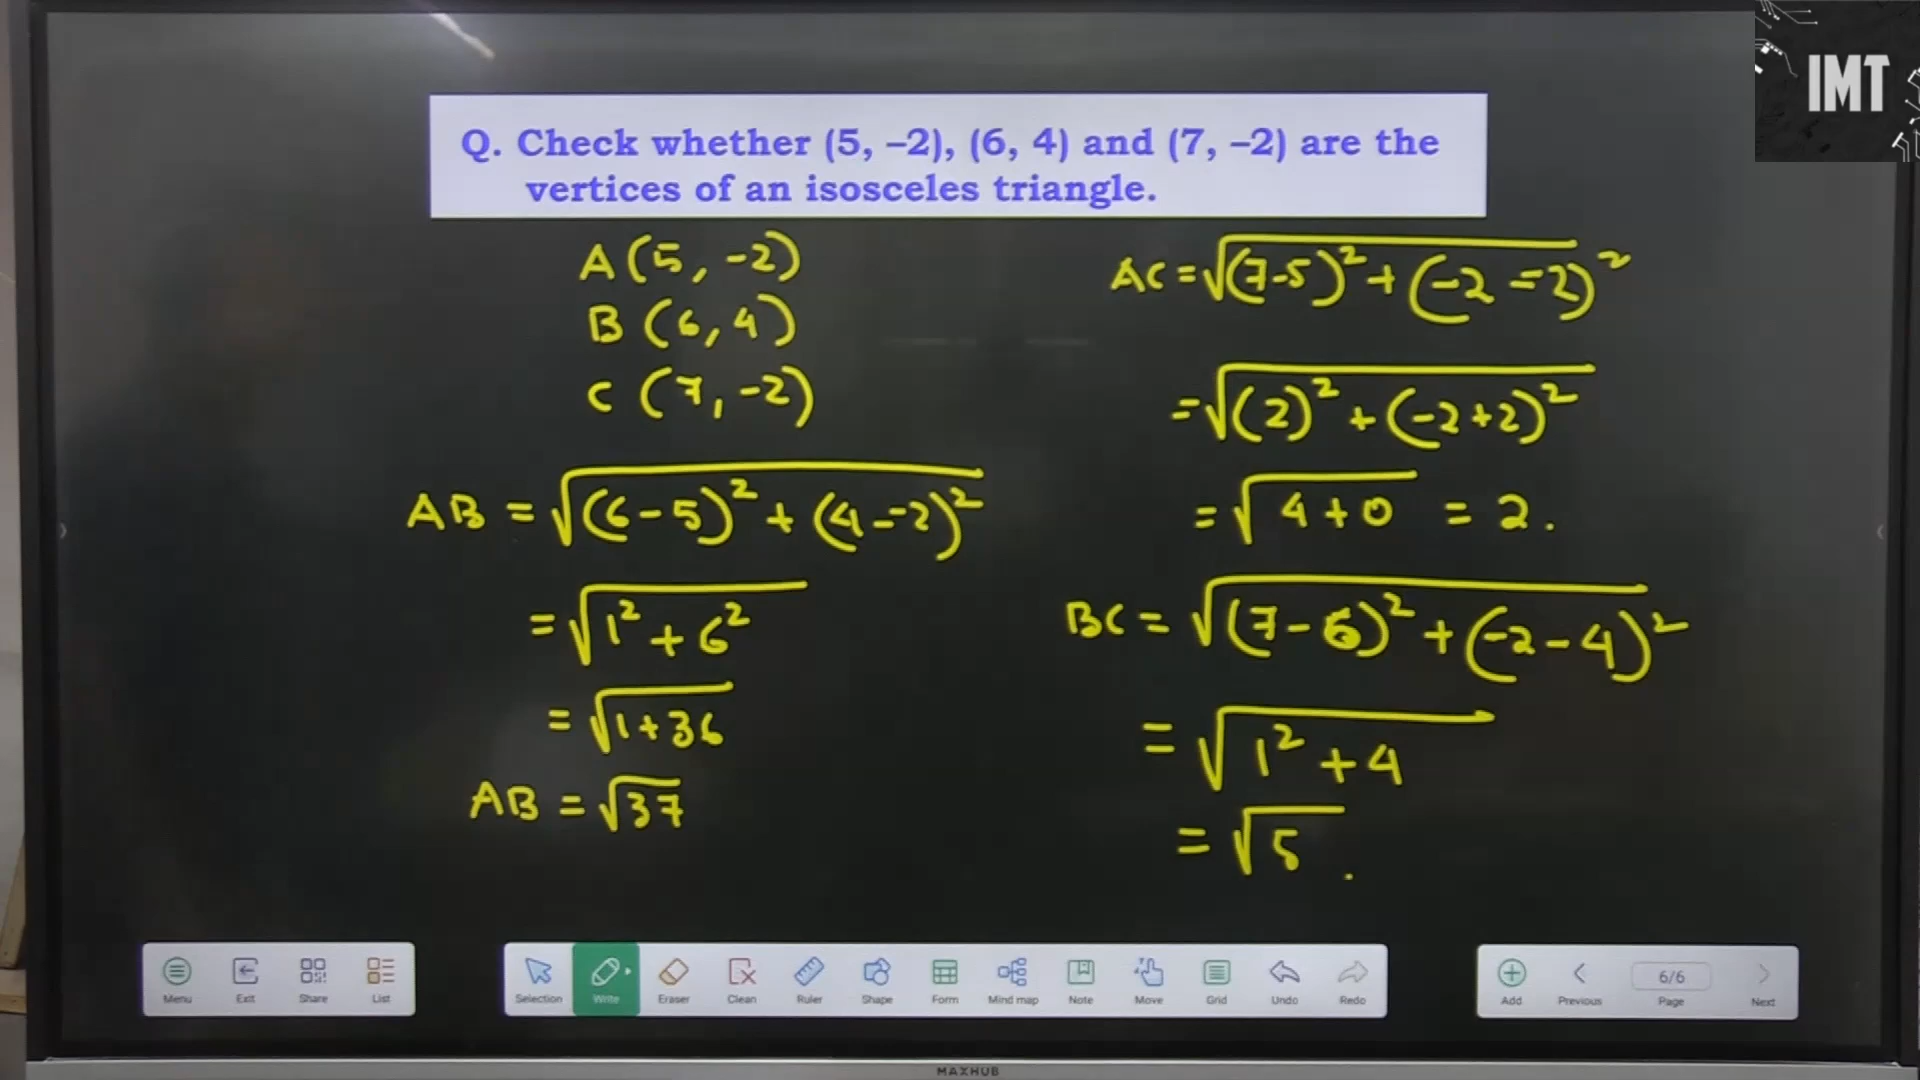 IMT
Q. Check whether (5, –2), (6, 4) and (7, –2) are the
vertices of an isosceles triangle.
A (5, -2)
B (6, 4)
C (7, -2)
AB = √(6-5)² + (4--2)²
= √1² + 6²
= √1+36
AB = √37
AC = √(7-5)² + (-2--2)²
= √(2)² + (-2+2)²
= √4+0 = 2.
BC = √(7-6)² + (-2-4)²
= √1² + 4
= √5.
Menu Exit Share List
Selection Write Eraser Clean Ruler Shape Form Mind map Note Move Grid Undo Redo
Add Previous 6/6 Page Next
MAXHUB